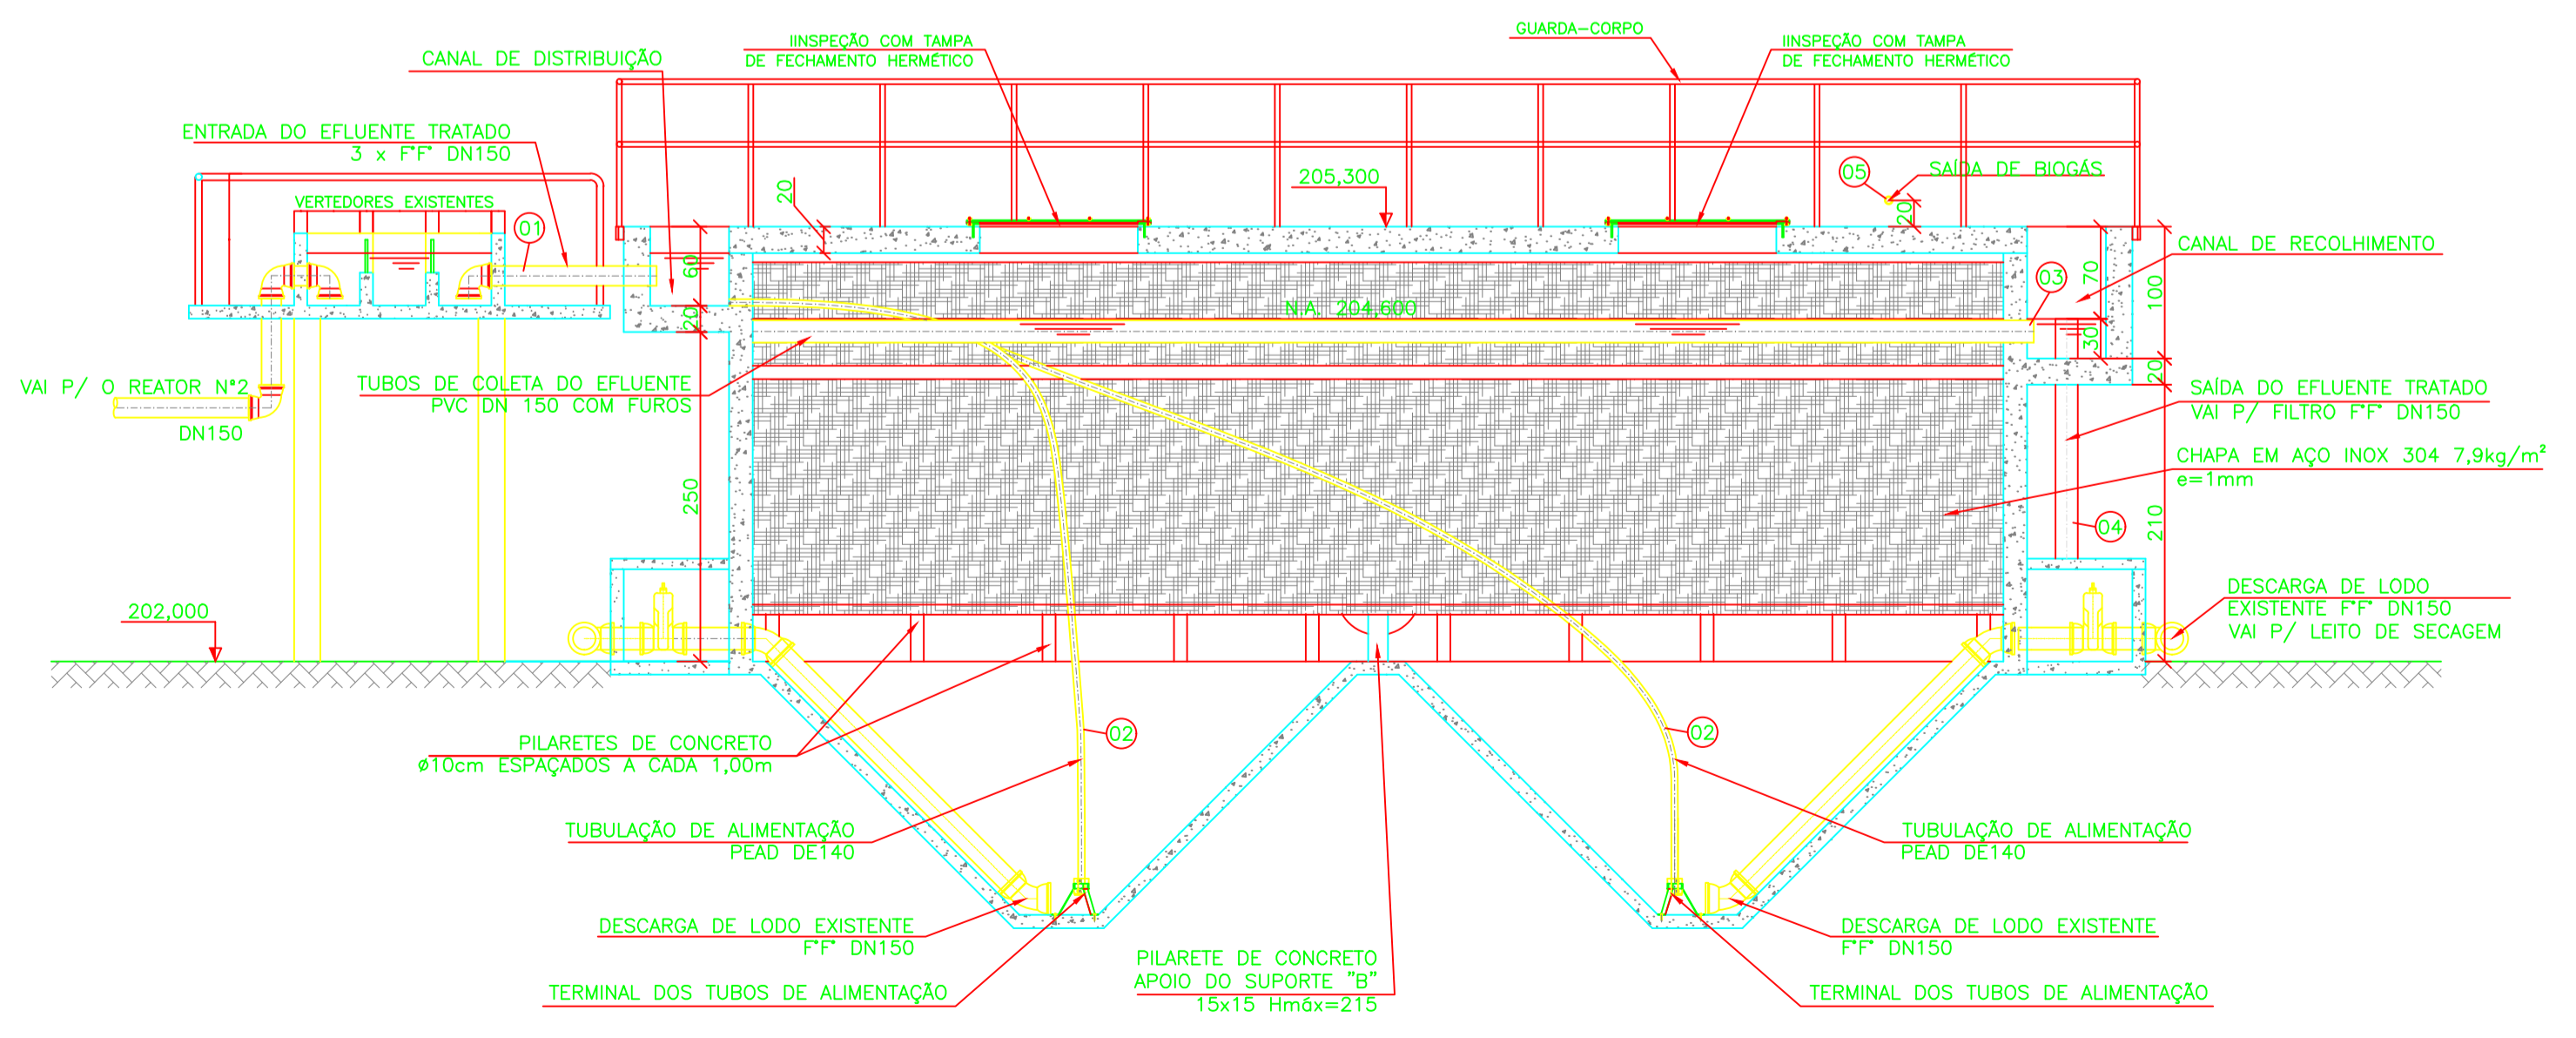 GUARDA-CORPO
IINSPEÇÃO COM TAMPA
DE FECHAMENTO HERMÉTICO
IINSPEÇÃO COM TAMPA
DE FECHAMENTO HERMÉTICO
CANAL DE DISTRIBUIÇÃO
ENTRADA DO EFLUENTE TRATADO
3 x F°F° DN150
VERTEDORES EXISTENTES
01
20
205,300
05
SAÍDA DE BIOGÁS
20
CANAL DE RECOLHIMENTO
60
20
250
N.A. 204,600
03
70
30
100
20
210
VAI P/ O REATOR N°2
DN150
TUBOS DE COLETA DO EFLUENTE
PVC DN 150 COM FUROS
SAÍDA DO EFLUENTE TRATADO
VAI P/ FILTRO F°F° DN150
CHAPA EM AÇO INOX 304 7,9kg/m²
e=1mm
04
202,000
DESCARGA DE LODO
EXISTENTE F°F° DN150
VAI P/ LEITO DE SECAGEM
PILARETES DE CONCRETO
ø10cm ESPAÇADOS A CADA 1,00m
02
02
TUBULAÇÃO DE ALIMENTAÇÃO
PEAD DE140
TUBULAÇÃO DE ALIMENTAÇÃO
PEAD DE140
DESCARGA DE LODO EXISTENTE
F°F° DN150
DESCARGA DE LODO EXISTENTE
F°F° DN150
PILARETE DE CONCRETO
APOIO DO SUPORTE "B"
15x15 Hmáx=215
TERMINAL DOS TUBOS DE ALIMENTAÇÃO
TERMINAL DOS TUBOS DE ALIMENTAÇÃO